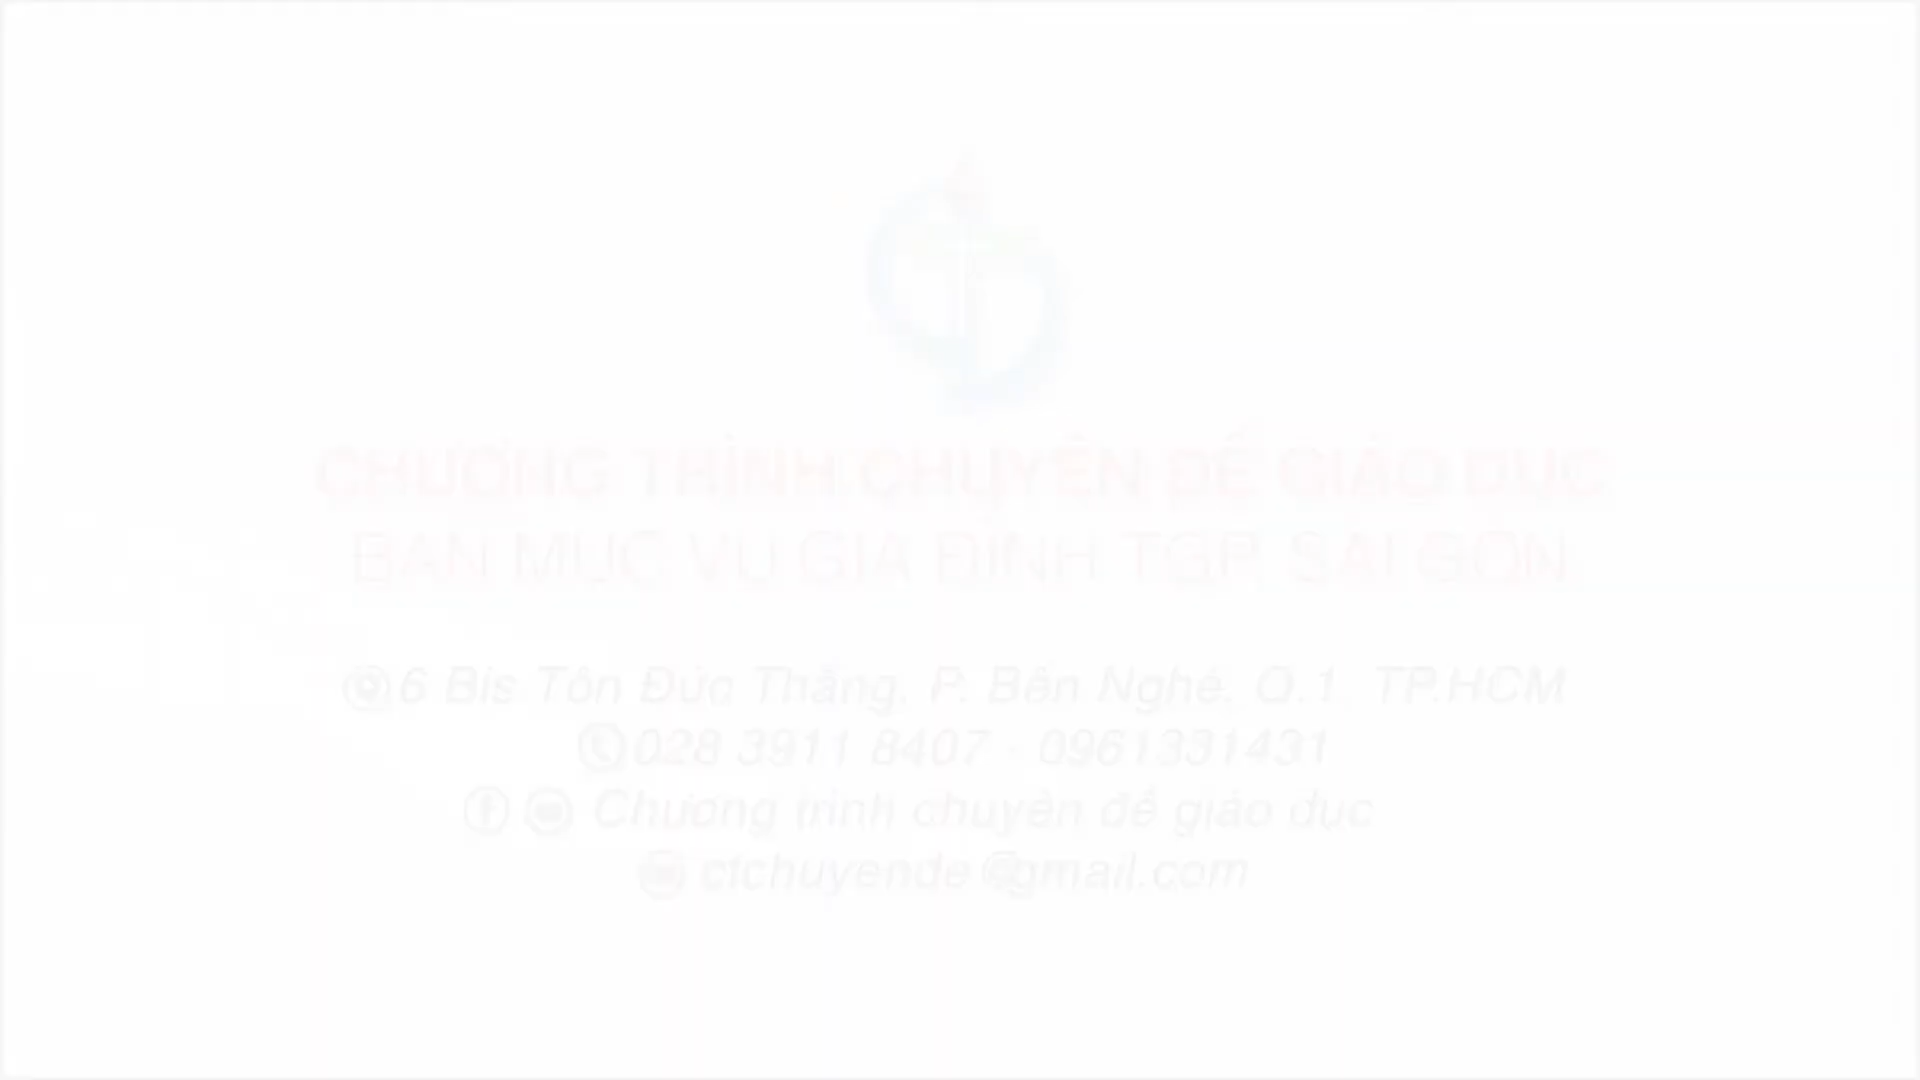 CHƯƠNG TRÌNH CHUYÊN ĐỀ GIÁO DỤC
BAN MỤC VỤ GIA ĐÌNH TGP. SÀI GÒN
6 Bis Tôn Đức Thắng, P. Bến Nghé, Q.1, TP.HCM
028 3911 8407 - 0961331431
Chương trình chuyên đề giáo dục
ctchuyende@gmail.com